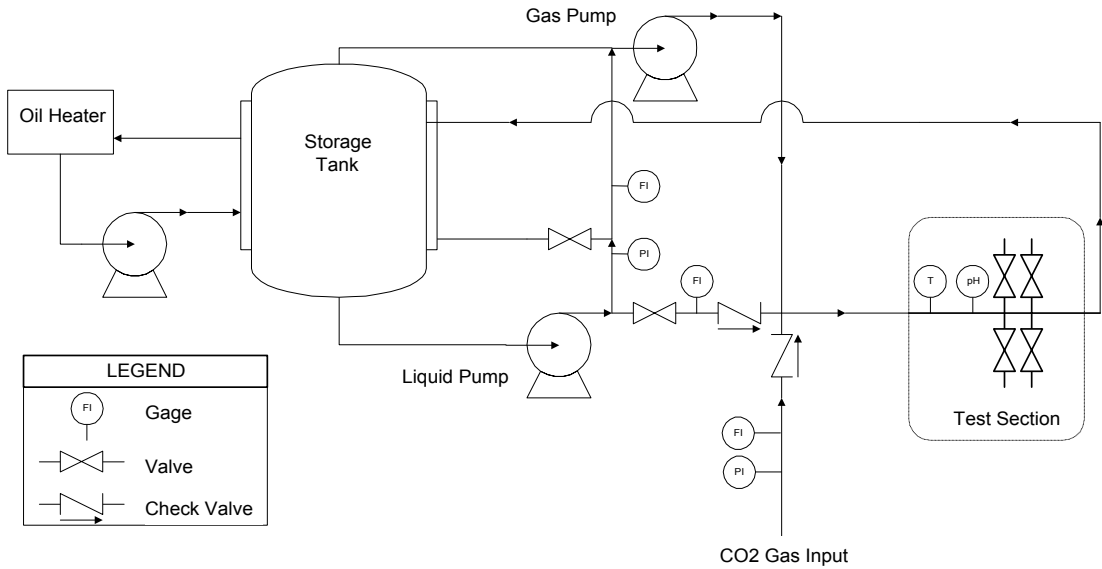 Gas Pump
Oil Heater
Storage
Tank
FI
PI
FI
T
pH
Liquid Pump
Test Section
FI
PI
CO2 Gas Input
LEGEND
FI
Gage
Valve
Check Valve